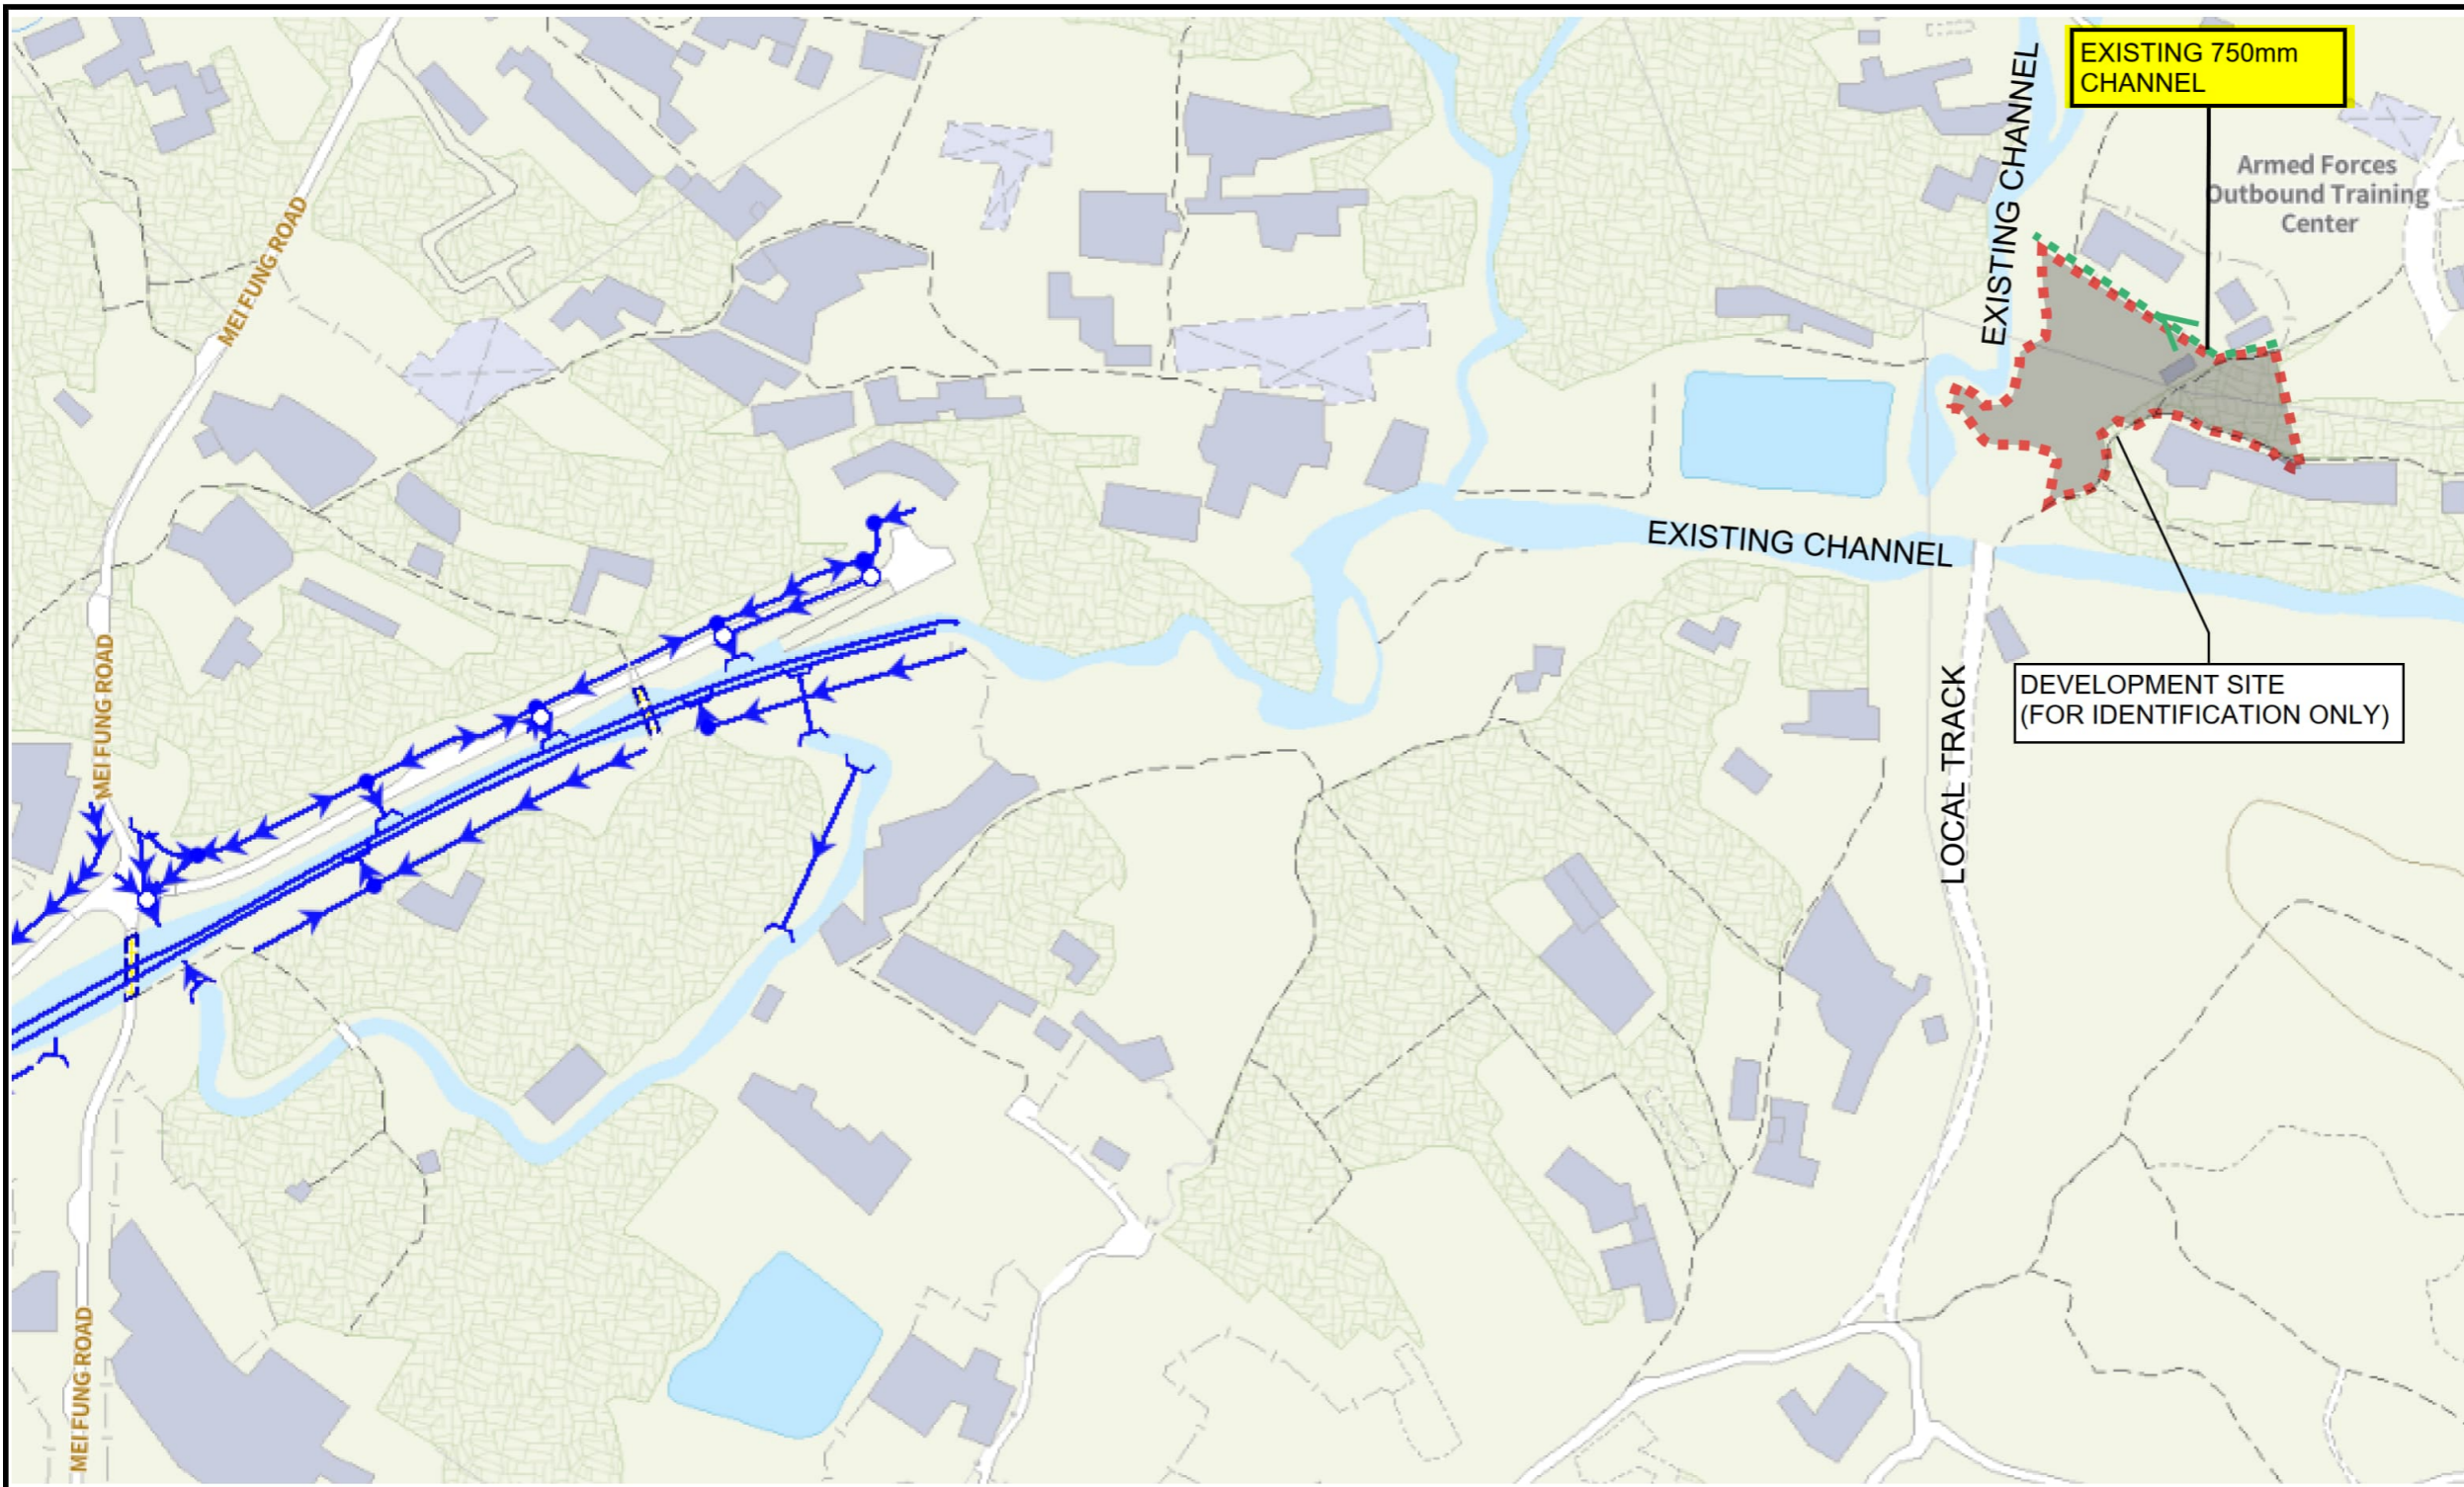 EXISTING 750mm
CHANNEL
EXISTING CHANNEL
Armed Forces
Outbound Training
Center
MEI FUNG ROAD
EXISTING CHANNEL
MEI FUNG ROAD
LOCAL TRACK
DEVELOPMENT SITE
(FOR IDENTIFICATION ONLY)
MEI FUNG ROAD